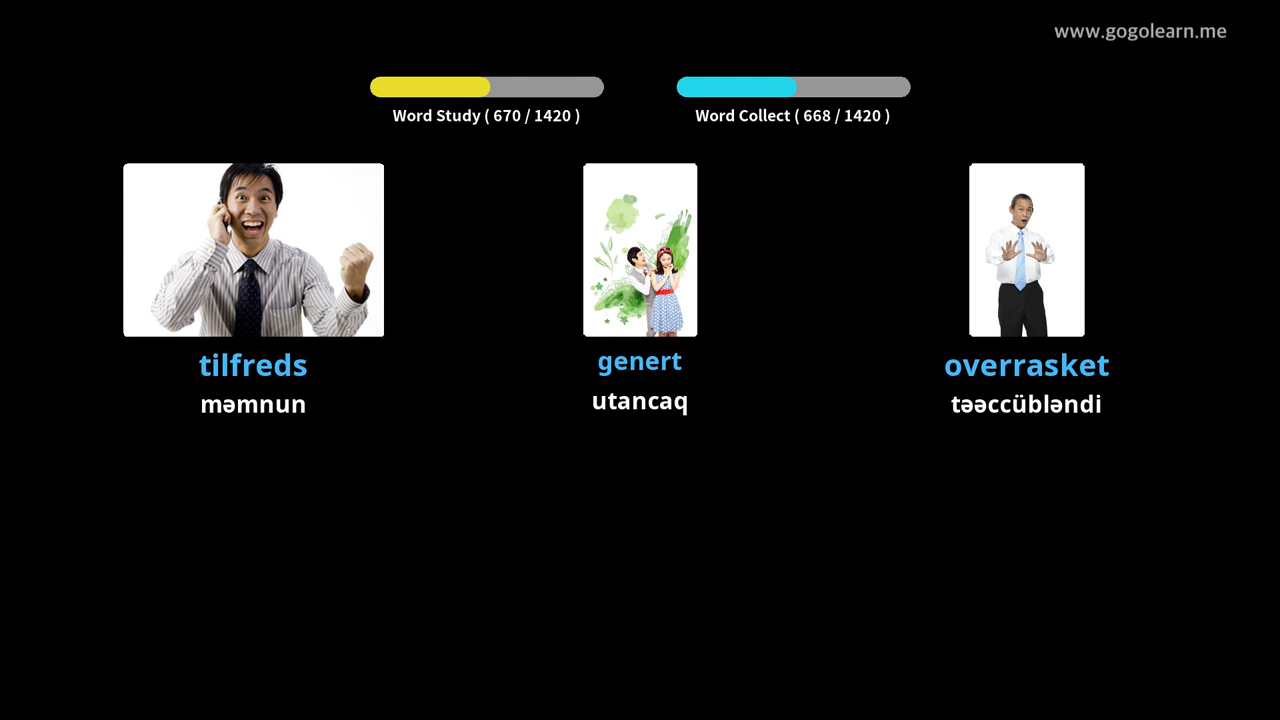 www.gogolearn.me
Word Study ( 670 / 1420 )
Word Collect ( 668 / 1420 )
tilfreds
məmnun
genert
utancaq
overrasket
təəccübləndi